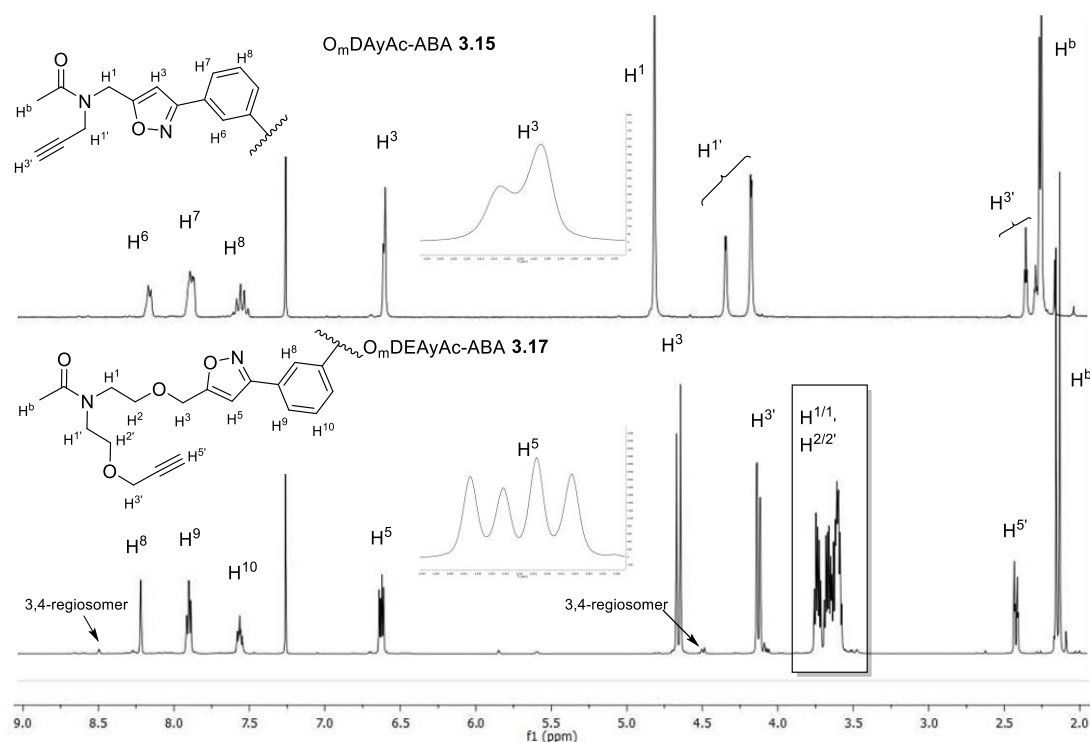 OₘDAyAc-ABA 3.15
O
Hᵇ
N
H¹
H³
O
N
H⁷
H⁸
H⁶
H¹'
H³'
H⁶
H⁷
H⁸
H³
H³
H¹
H¹'
H³'
Hᵇ
OₘDEAyAc-ABA 3.17
O
Hᵇ
N
H¹
H²
O
H³
O
N
H⁵
H⁸
H⁹
H¹⁰
H¹'
H²'
O
H⁵'
H³'
3,4-regiosomer
H⁸
H⁹
H¹⁰
H⁵
H⁵
3,4-regiosomer
H³
H³'
H¹/¹,
H²/²'
H⁵'
Hᵇ
9.0 8.5 8.0 7.5 7.0 6.5 6.0 5.5 5.0 4.5 4.0 3.5 3.0 2.5 2.0
f1 (ppm)